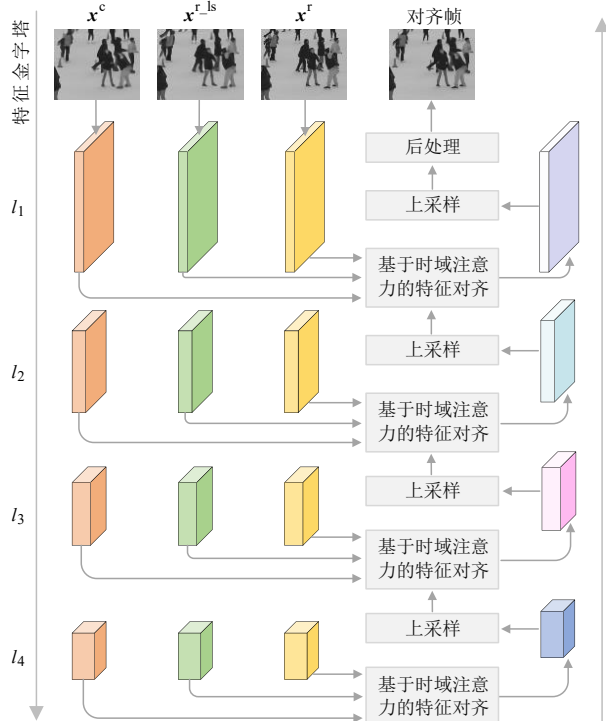 x^c
x^r_ls
x^r
对齐帧
特征金字塔
后处理
l1
上采样
基于时域注意
力的特征对齐
l2
上采样
基于时域注意
力的特征对齐
l3
上采样
基于时域注意
力的特征对齐
l4
上采样
基于时域注意
力的特征对齐